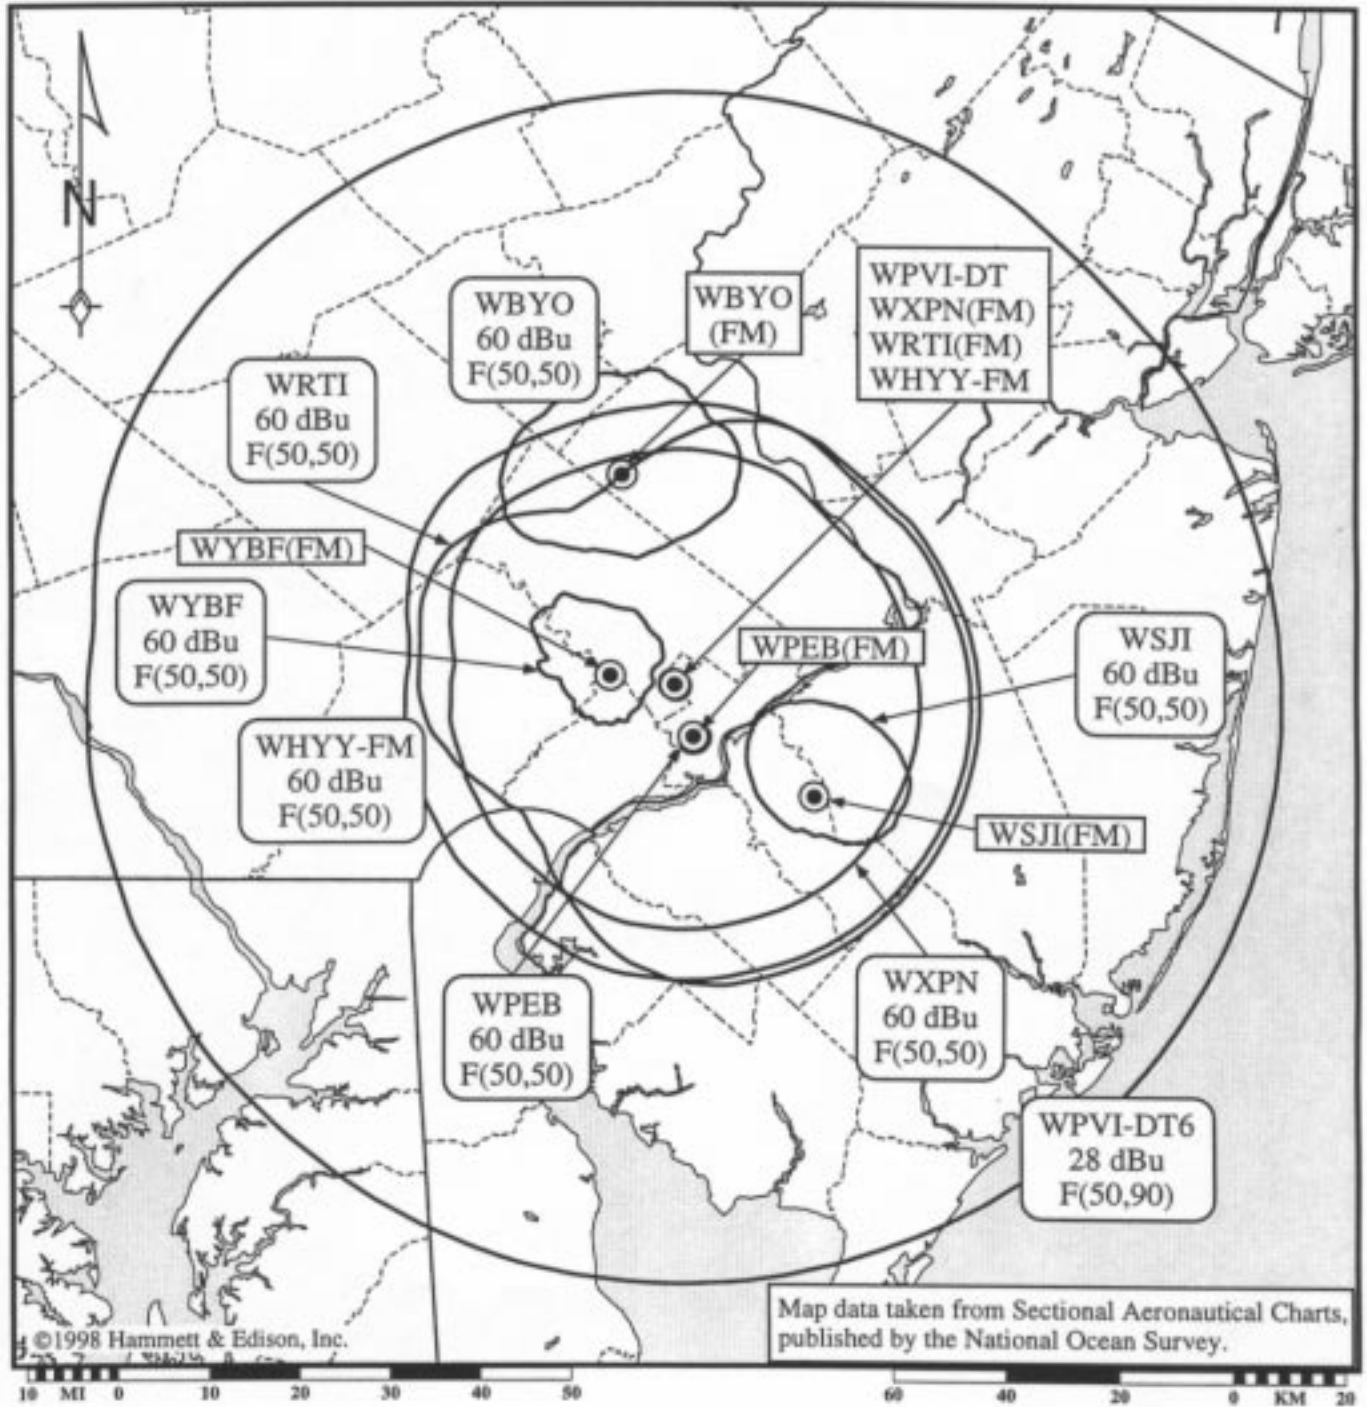 N
WBYO
60 dBu
F(50,50)
WBYO
(FM)
WPVI-DT
WXPN(FM)
WRTI(FM)
WHYY-FM
WRTI
60 dBu
F(50,50)
WYBF(FM)
WYBF
60 dBu
F(50,50)
WPEB(FM)
WSJI
60 dBu
F(50,50)
WHYY-FM
60 dBu
F(50,50)
WSJI(FM)
WPEB
60 dBu
F(50,50)
WXPN
60 dBu
F(50,50)
WPVI-DT6
28 dBu
F(50,90)
Map data taken from Sectional Aeronautical Charts,
published by the National Ocean Survey.
©1998 Hammett & Edison, Inc.
10 MI 0 10 20 30 40 50 60 40 20 0 KM 20